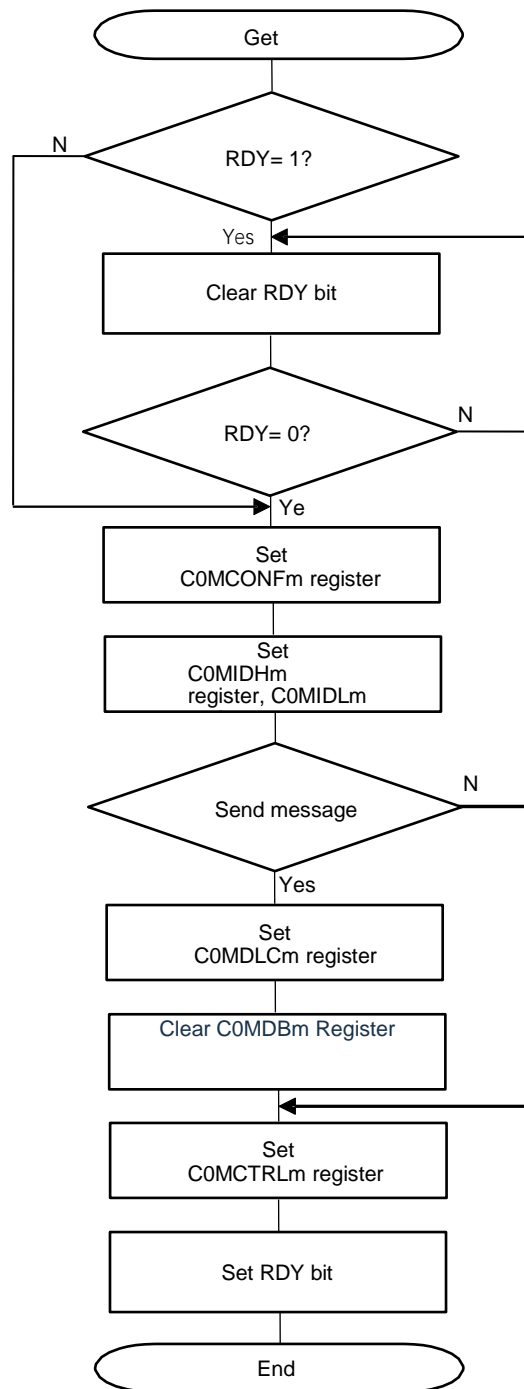 Get
N
RDY= 1?
Yes
Clear RDY bit
N
RDY= 0?
Ye
Set
C0MCONFm register
Set
C0MIDHm
register, C0MIDLm
N
Send message
Yes
Set
C0MDLCm register
Clear C0MDBm Register
Set
C0MCTRLm register
Set RDY bit
End